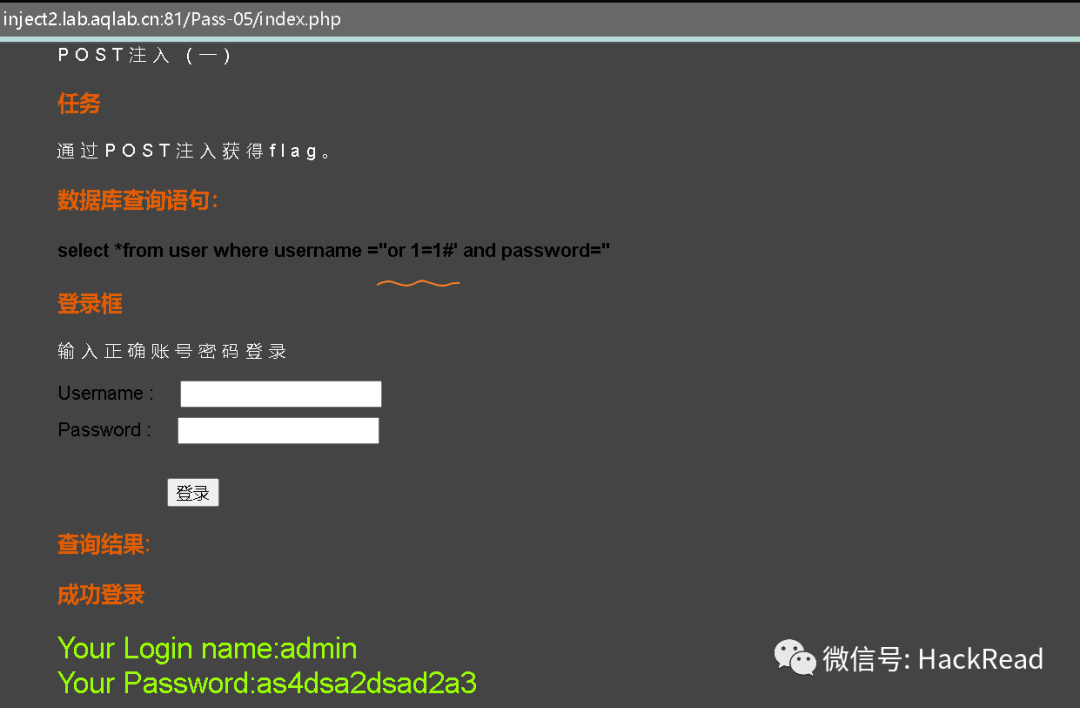 inject2.lab.aqlab.cn:81/Pass-05/index.php
POST注入 (一)
任务
通过POST注入获得flag。
数据库查询语句:
select *from user where username =''or 1=1#' and password=''
登录框
输入正确账号密码登录
Username :
Password :
登录
查询结果:
成功登录
Your Login name:admin
Your Password:as4dsa2dsad2a3
微信号: HackRead